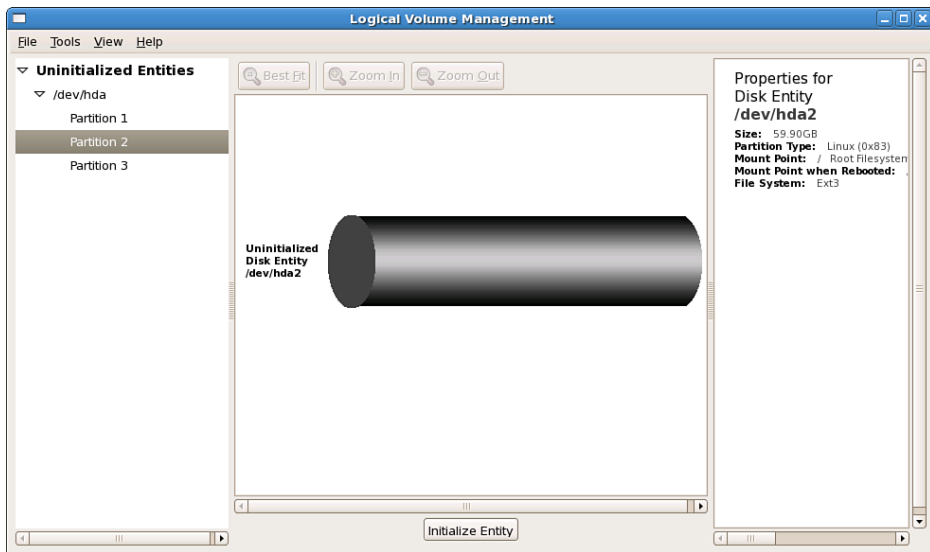 Logical Volume Management
File Tools View Help
Uninitialized Entities
/dev/hda
Partition 1
Partition 2
Partition 3
Best Fit
Zoom In
Zoom Out
Uninitialized
Disk Entity
/dev/hda2
Initialize Entity
Properties for
Disk Entity
/dev/hda2
Size: 59.90GB
Partition Type: Linux (0x83)
Mount Point: / Root Filesystem
Mount Point when Rebooted:
File System: Ext3